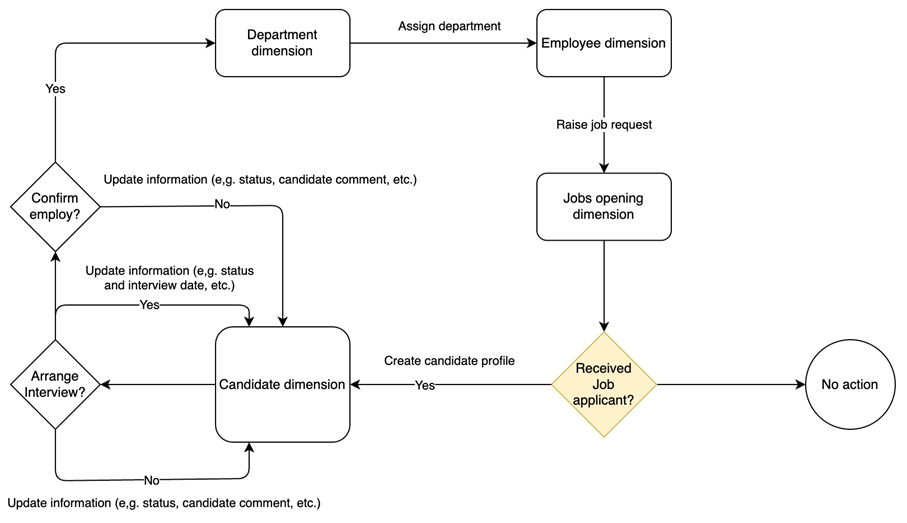 Department
dimension
Assign department
Employee dimension
Yes
Raise job request
Confirm
employ?
Update information (e,g. status, candidate comment, etc.)
No
Jobs opening
dimension
Update information (e,g. status
and interview date, etc.)
Yes
Arrange
Interview?
Candidate dimension
Create candidate profile
Yes
Received
Job
applicant?
No action
No
Update information (e,g. status, candidate comment, etc.)